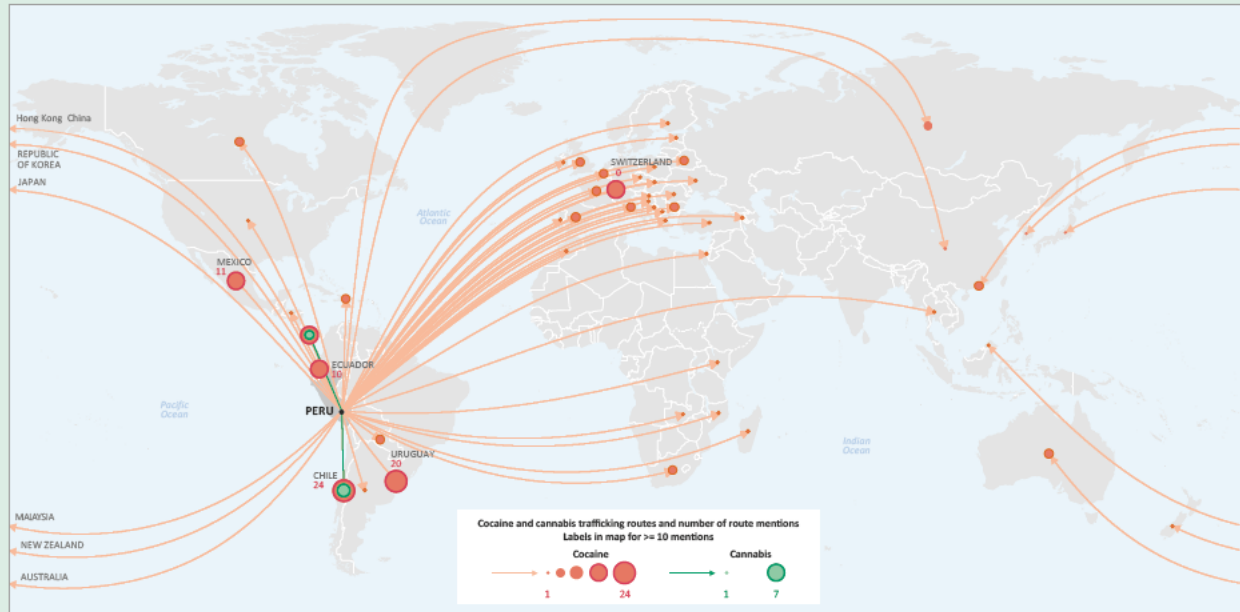 Hong Kong China
REPUBLIC
OF KOREA
JAPAN
Atlantic
Ocean
SWITZERLAND
0
MEXICO
11
ECUADOR
10
PERU
Pacific
Ocean
Indian
Ocean
URUGUAY
20
CHILE
24
MALAYSIA
NEW ZEALAND
AUSTRALIA
Cocaine and cannabis trafficking routes and number of route mentions
Labels in map for >= 10 mentions
Cocaine Cannabis
1 24 1 7